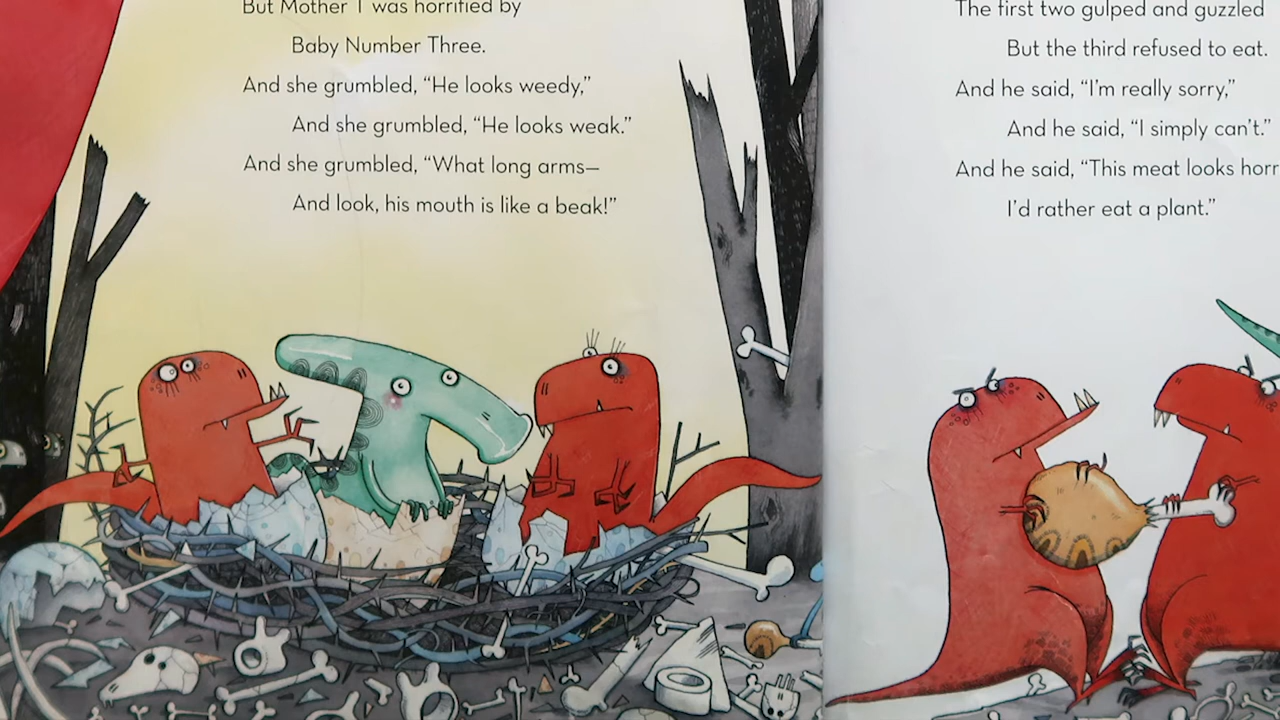 But Mother T was horrified by
Baby Number Three.
And she grumbled, “He looks weedy,”
And she grumbled, “He looks weak.”
And she grumbled, “What long arms—
And look, his mouth is like a beak!”
The first two gulped and guzzled
But the third refused to eat.
And he said, “I’m really sorry,”
And he said, “I simply can’t.”
And he said, “This meat looks horr
I’d rather eat a plant.”